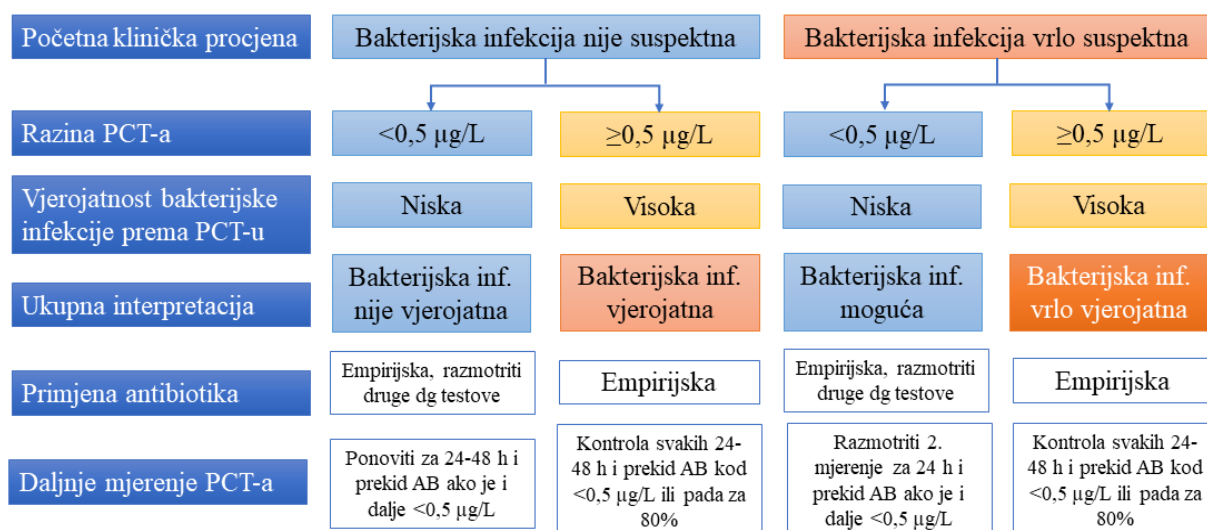 Početna klinička procjena
Bakterijska infekcija nije suspektna
Bakterijska infekcija vrlo suspektna
Razina PCT-a
<0,5 µg/L
≥0,5 µg/L
<0,5 µg/L
≥0,5 µg/L
Vjerojatnost bakterijske
infekcije prema PCT-u
Niska
Visoka
Niska
Visoka
Ukupna interpretacija
Bakterijska inf.
nije vjerojatna
Bakterijska inf.
vjerojatna
Bakterijska inf.
moguća
Bakterijska inf.
vrlo vjerojatna
Primjena antibiotika
Empirijska, razmotriti
druge dg testove
Empirijska
Empirijska, razmotriti
druge dg testove
Empirijska
Daljnje mjerenje PCT-a
Ponoviti za 24-48 h i
prekid AB ako je i
dalje <0,5 µg/L
Kontrola svakih 24-
48 h i prekid AB kod
<0,5 µg/L ili pada za
80%
Razmotriti 2.
mjerenje za 24 h i
prekid AB ako je i
dalje <0,5 µg/L
Kontrola svakih 24-
48 h i prekid AB kod
<0,5 µg/L ili pada za
80%